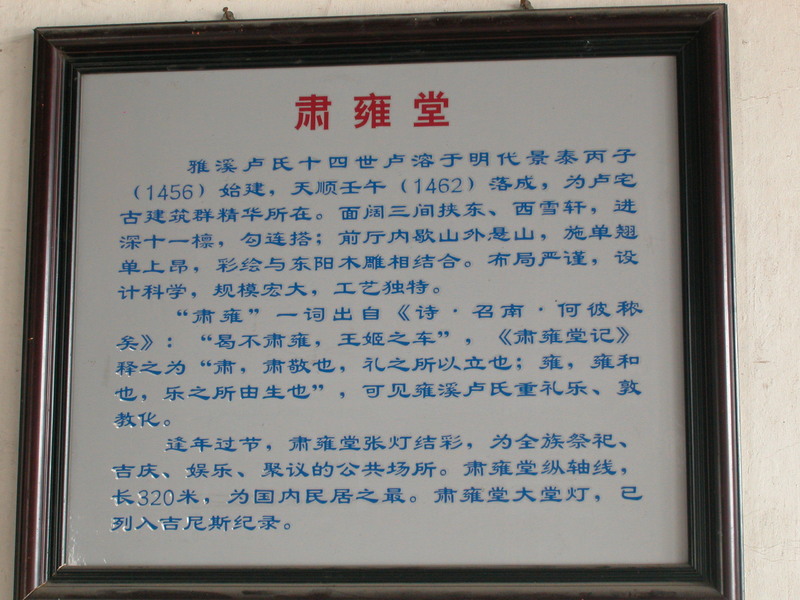 肃雍堂
雅溪卢氏十四世卢溶于明代景泰丙子
（1456）始建，天顺壬午（1462）落成，为卢宅
古建筑群精华所在。面阔三间挟东、西雪轩，进
深十一檩，勾连搭；前厅内歇山外悬山，施单翘
单上昂，彩绘与东阳木雕相结合。布局严谨，设
计科学，规模宏大，工艺独特。
“肃雍”一词出自《诗·召南·何彼秾
矣》：“曷不肃雍，王姬之车”，《肃雍堂记》
释之为“肃，肃敬也，礼之所以立也；雍，雍和
也，乐之所由生也”，可见雍溪卢氏重礼乐、敦
教化。
逢年过节，肃雍堂张灯结彩，为全族祭祀、
吉庆、娱乐、聚议的公共场所。肃雍堂纵轴线，
长320米，为国内民居之最。肃雍堂大堂灯，已
列入吉尼斯纪录。